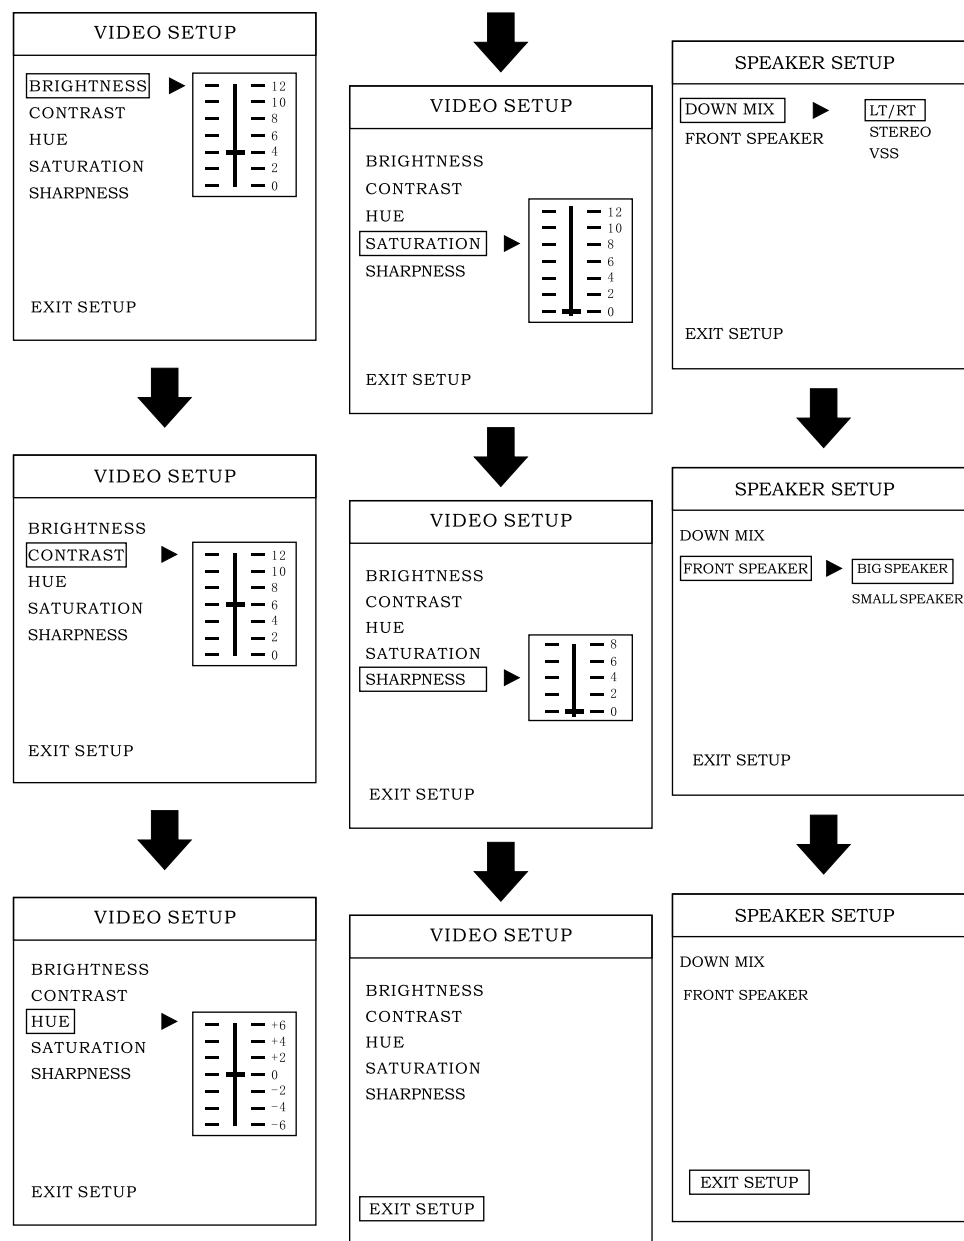 VIDEO SETUP
BRIGHTNESS
CONTRAST
HUE
SATURATION
SHARPNESS
12
10
8
6
4
2
0
EXIT SETUP
VIDEO SETUP
BRIGHTNESS
CONTRAST
HUE
SATURATION
SHARPNESS
12
10
8
6
4
2
0
EXIT SETUP
VIDEO SETUP
BRIGHTNESS
CONTRAST
HUE
SATURATION
SHARPNESS
+6
+4
+2
0
-2
-4
-6
EXIT SETUP
VIDEO SETUP
BRIGHTNESS
CONTRAST
HUE
SATURATION
SHARPNESS
12
10
8
6
4
2
0
EXIT SETUP
VIDEO SETUP
BRIGHTNESS
CONTRAST
HUE
SATURATION
SHARPNESS
8
6
4
2
0
EXIT SETUP
VIDEO SETUP
BRIGHTNESS
CONTRAST
HUE
SATURATION
SHARPNESS
EXIT SETUP
SPEAKER SETUP
DOWN MIX
FRONT SPEAKER
LT/RT
STEREO
VSS
EXIT SETUP
SPEAKER SETUP
DOWN MIX
FRONT SPEAKER
BIG SPEAKER
SMALL SPEAKER
EXIT SETUP
SPEAKER SETUP
DOWN MIX
FRONT SPEAKER
EXIT SETUP